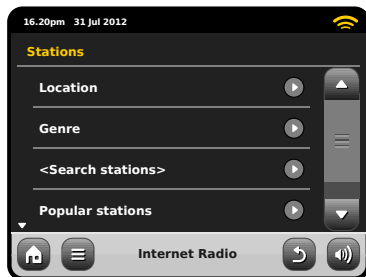 16.20pm 31 Jul 2012
Stations
Location
Genre
<Search stations>
Popular stations
Internet Radio